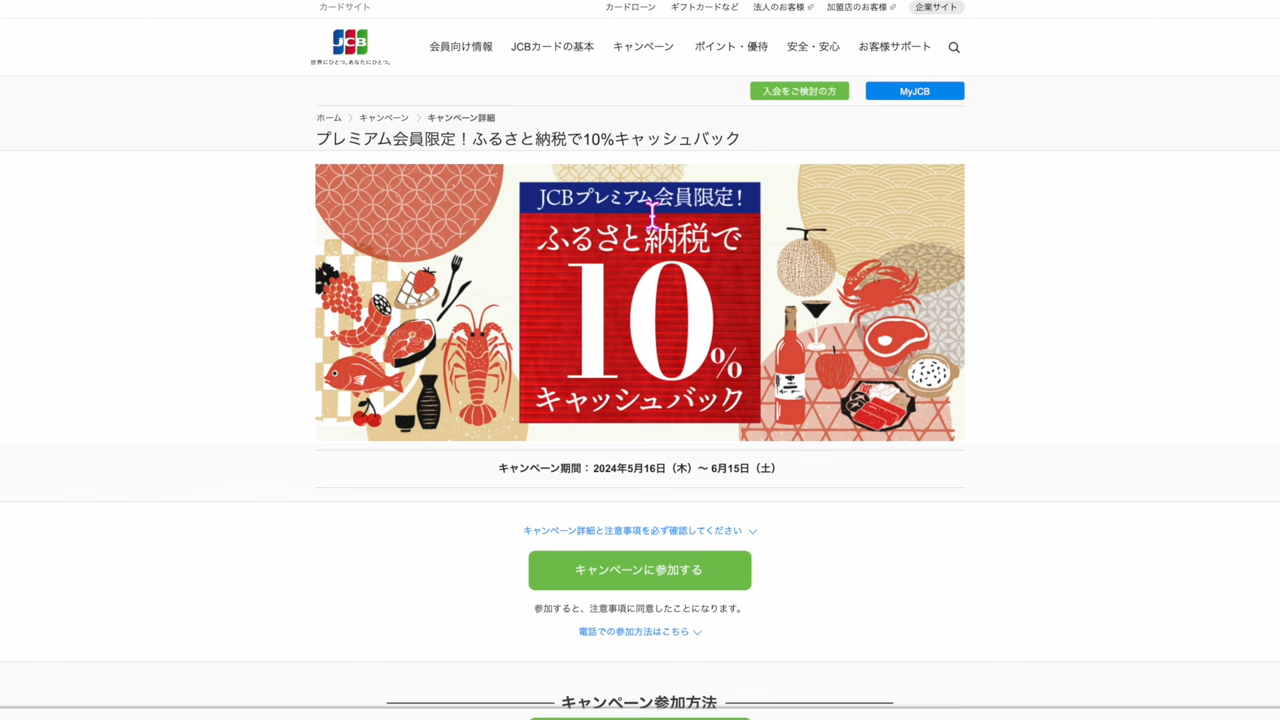 カードサイト
カードローン ギフトカードなど 法人のお客様 加盟店のお客様 企業サイト
JCB
世界にひとつ。あなたにひとつ。
会員向け情報 JCBカードの基本 キャンペーン ポイント・優待 安全・安心 お客様サポート
入会をご検討の方 MyJCB
ホーム 〉 キャンペーン 〉 キャンペーン詳細
プレミアム会員限定！ふるさと納税で10%キャッシュバック
JCBプレミアム会員限定！
ふるさと納税で
10%
キャッシュバック
キャンペーン期間：2024年5月16日（木）〜 6月15日（土）
キャンペーン詳細と注意事項を必ず確認してください
キャンペーンに参加する
参加すると、注意事項に同意したことになります。
電話での参加方法はこちら
キャンペーン参加方法